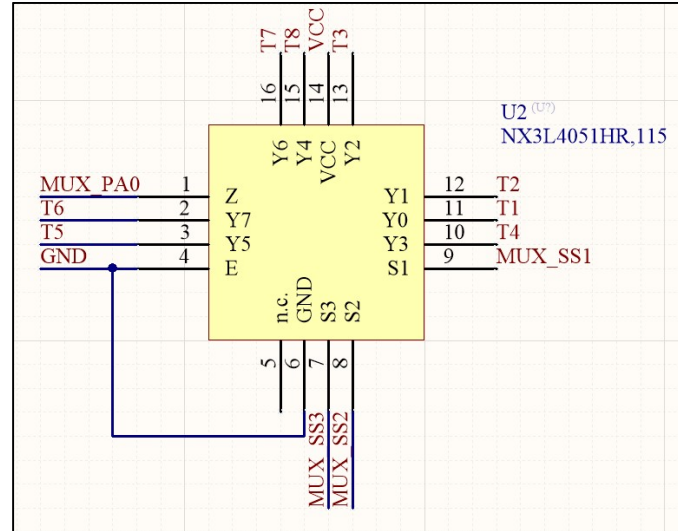 T7
T8
VCC
T3
16
15
14
13
U2 (U?)
NX3L4051HR,115
Y6
Y4
VCC
Y2
MUX_PA0 1 Z Y1 12 T2
T6 2 Y7 Y0 11 T1
T5 3 Y5 Y3 10 T4
GND 4 E S1 9 MUX_SS1
n.c.
GND
S3
S2
5
6
7
8
MUX_SS3
MUX_SS2